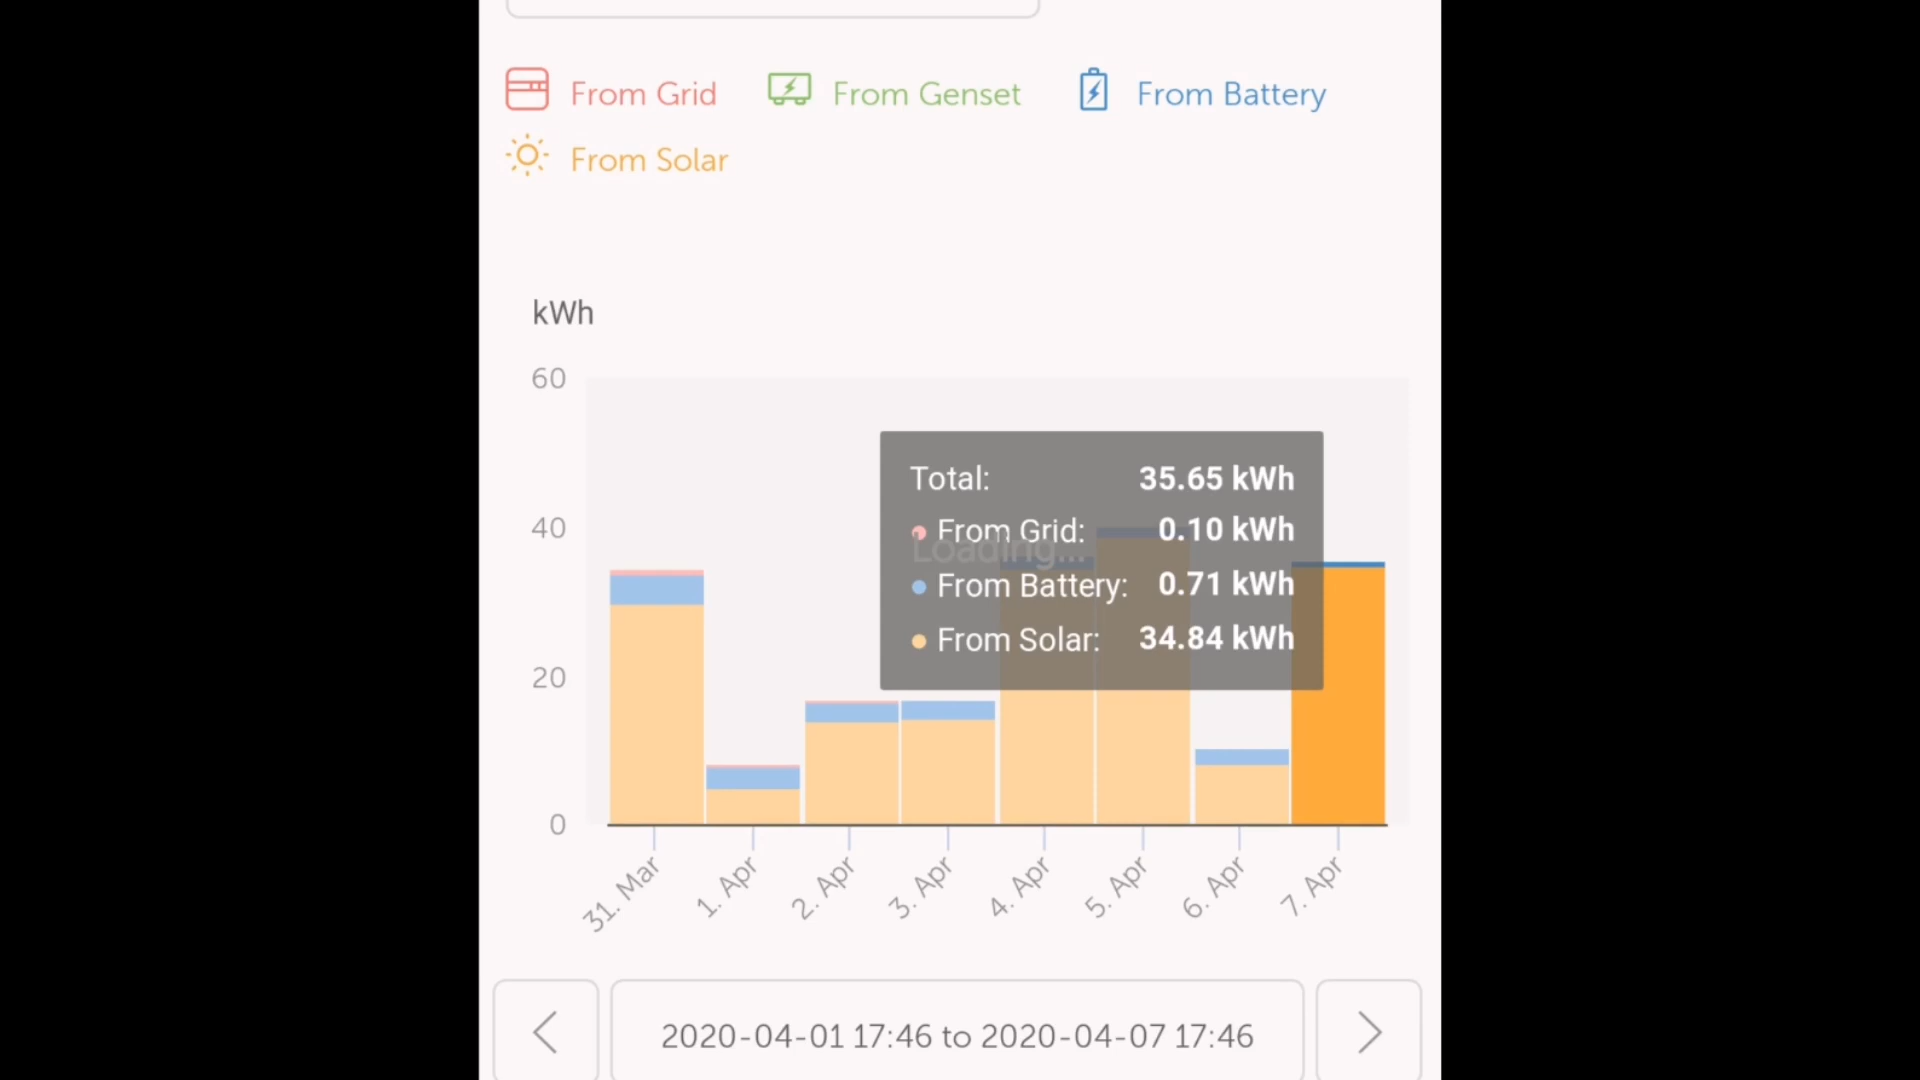 From Grid From Genset From Battery
From Solar
kWh
60
40
20
0
Total: 35.65 kWh
From Grid: 0.10 kWh
Loading...
From Battery: 0.71 kWh
From Solar: 34.84 kWh
31. Mar 1. Apr 2. Apr 3. Apr 4. Apr 5. Apr 6. Apr 7. Apr
2020-04-01 17:46 to 2020-04-07 17:46